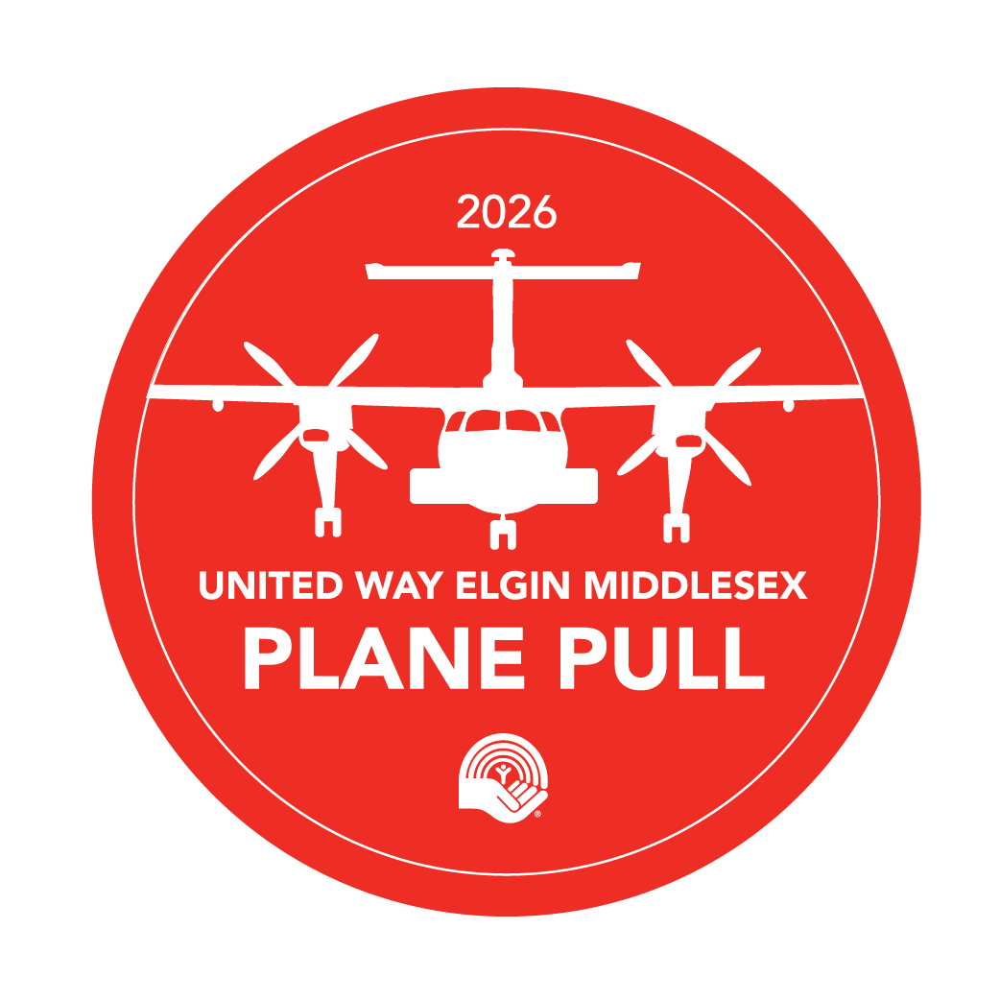 2026
UNITED WAY ELGIN MIDDLESEX
PLANE PULL
®